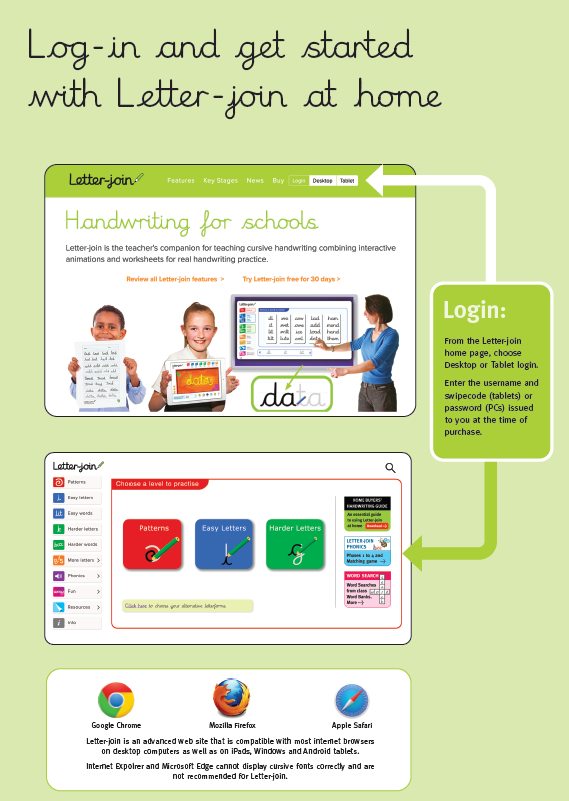 Log-in and get started
with Letter-join at home
Letter-join
Features Key Stages News Buy Login Desktop Tablet
Handwriting for schools
Letter-join is the teacher's companion for teaching cursive handwriting combining interactive
animations and worksheets for real handwriting practice.
Review all Letter-join features >
Try Letter-join free for 30 days >
data
data
Login:
From the Letter-join
home page, choose
Desktop or Tablet login.
Enter the username and
swipecode (tablets) or
password (PCs) issued
to you at the time of
purchase.
Letter-join
Patterns
Easy letters
Easy words
Harder letters
Harder words
More letters >
Phonics >
Fun >
Resources >
Info
Choose a level to practise
Patterns
Easy Letters
Harder Letters
Click here to choose your alternative letterforms
HOME BUYERS'
HANDWRITING GUIDE
An essential guide
to using Letter-join
at home Download
LETTER-JOIN
PHONICS
Phases 2 to 4 and
Matching game
WORD SEARCH
Word Searches
from class
Word Banks.
More
Google Chrome
Mozilla Firefox
Apple Safari
Letter-join is an advanced web site that is compatible with most internet browsers
on desktop computers as well as on iPads, Windows and Android tablets.
Internet Expolrer and Microsoft Edge cannot display cursive fonts correctly and are
not recommended for Letter-join.